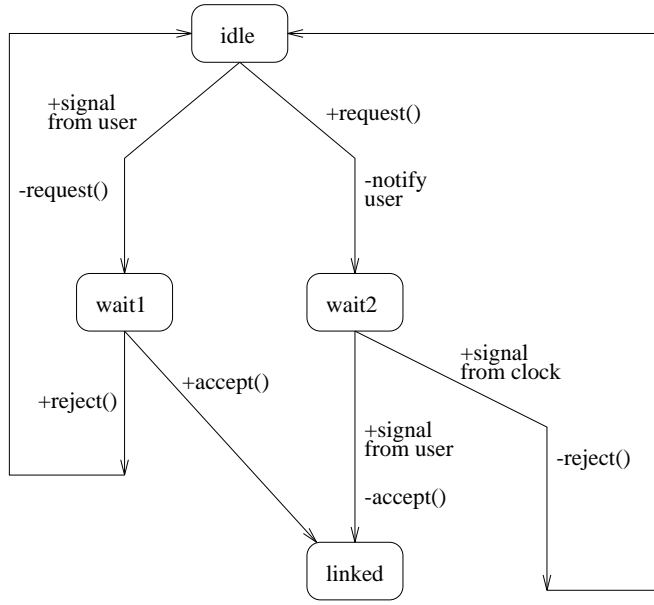 idle
+signal
from user
+request()
-request()
-notify
user
wait1
wait2
+signal
from clock
+accept()
+reject()
+signal
from user
-reject()
-accept()
linked